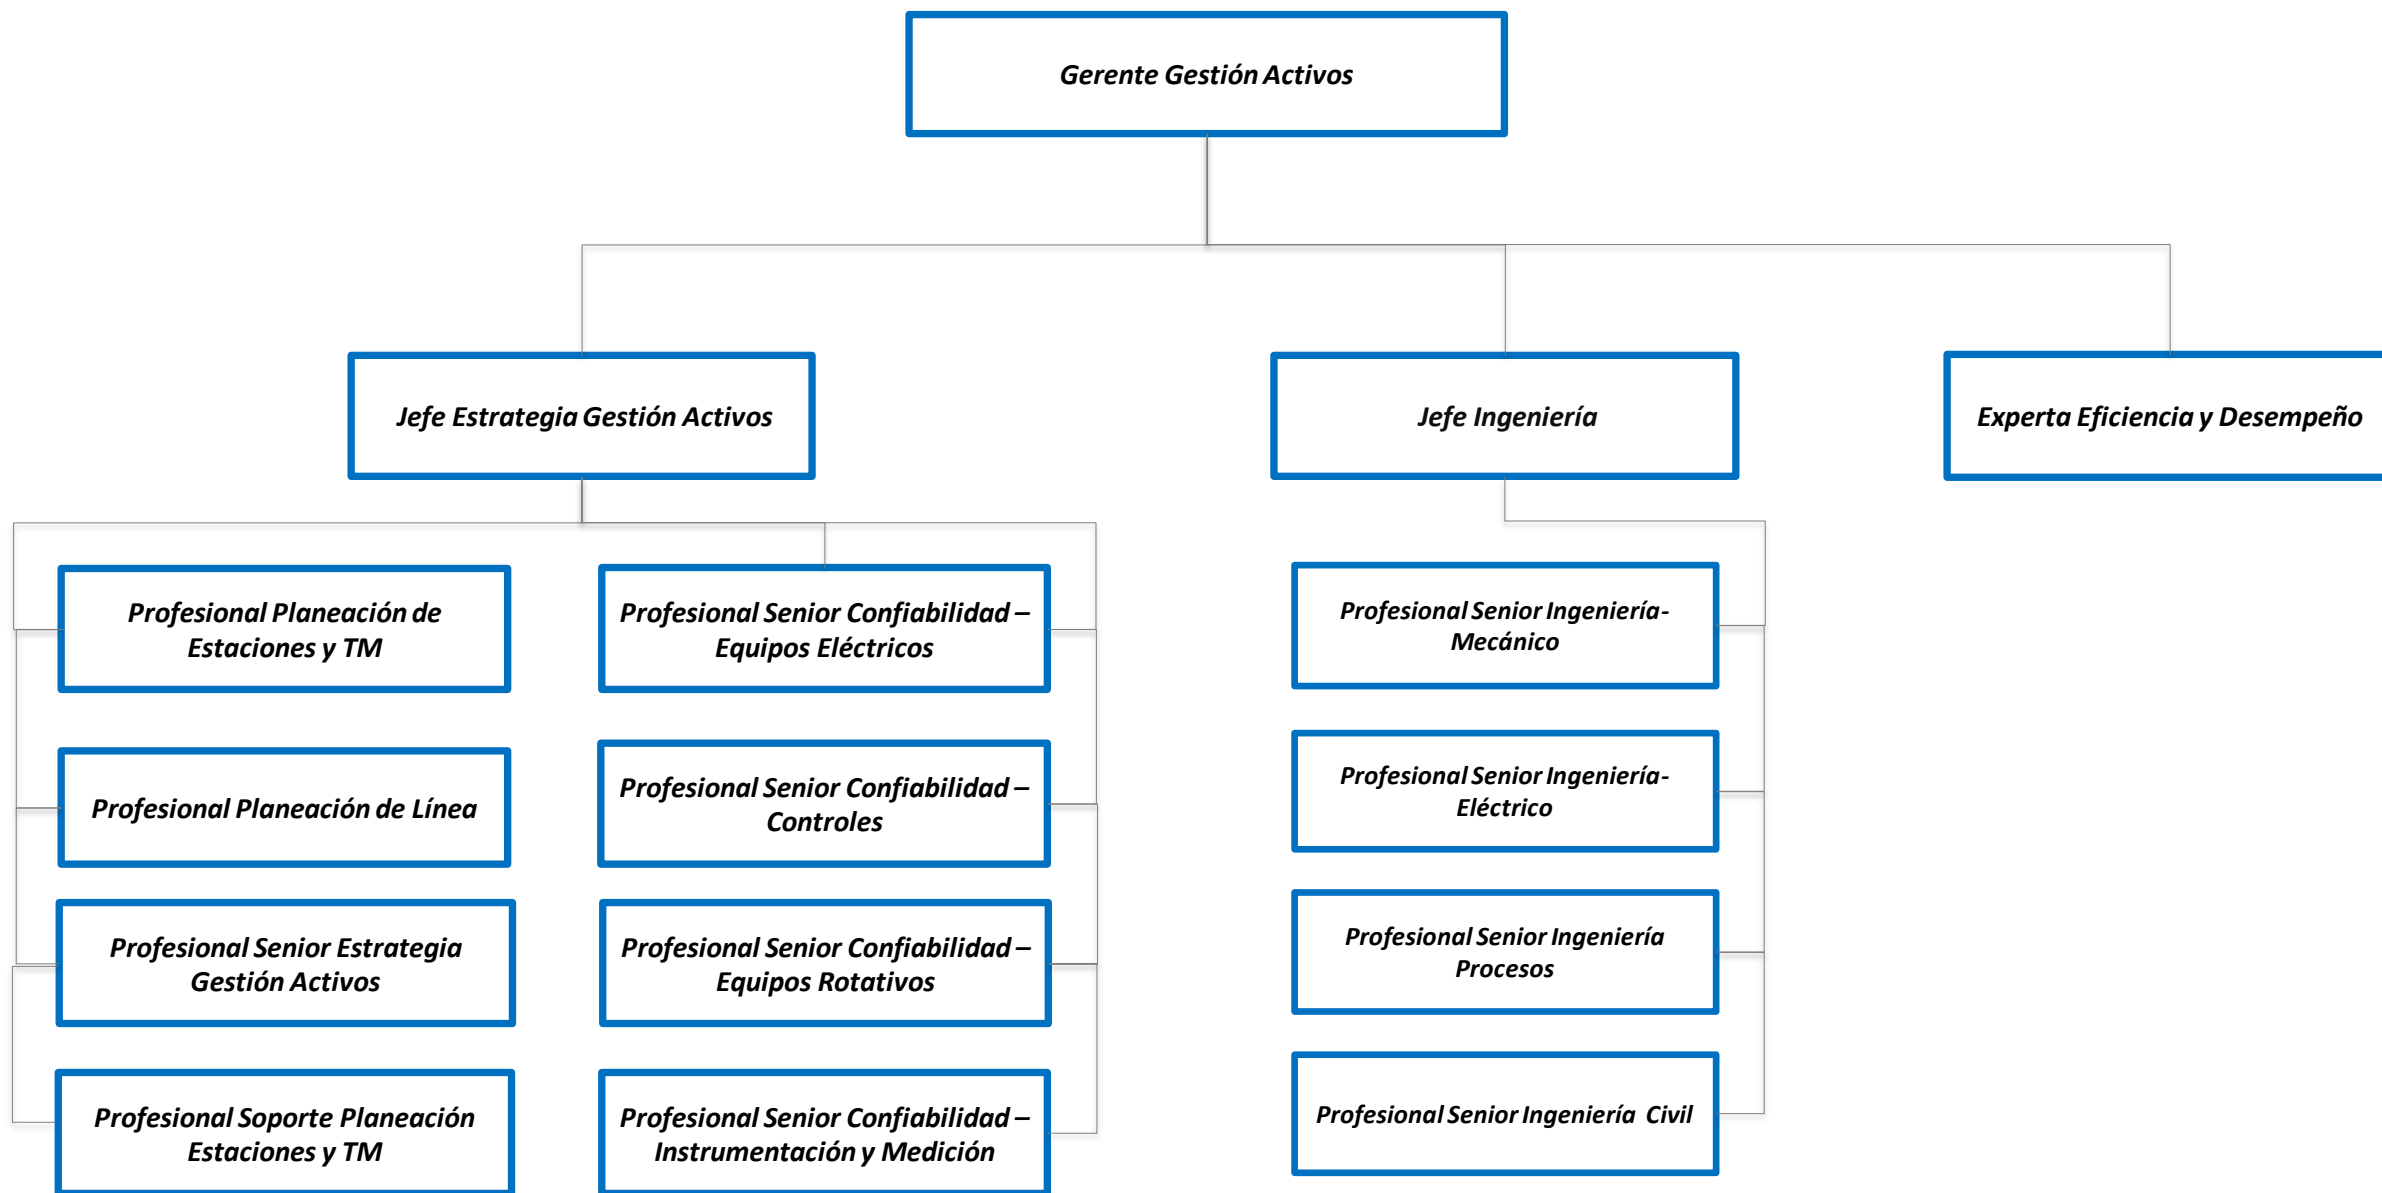 Gerente Gestión Activos
Jefe Estrategia Gestión Activos
Jefe Ingeniería
Experta Eficiencia y Desempeño
Profesional Planeación de
Estaciones y TM
Profesional Planeación de Línea
Profesional Senior Estrategia
Gestión Activos
Profesional Soporte Planeación
Estaciones y TM
Profesional Senior Confiabilidad –
Equipos Eléctricos
Profesional Senior Confiabilidad –
Controles
Profesional Senior Confiabilidad –
Equipos Rotativos
Profesional Senior Confiabilidad –
Instrumentación y Medición
Profesional Senior Ingeniería-
Mecánico
Profesional Senior Ingeniería-
Eléctrico
Profesional Senior Ingeniería
Procesos
Profesional Senior Ingeniería Civil